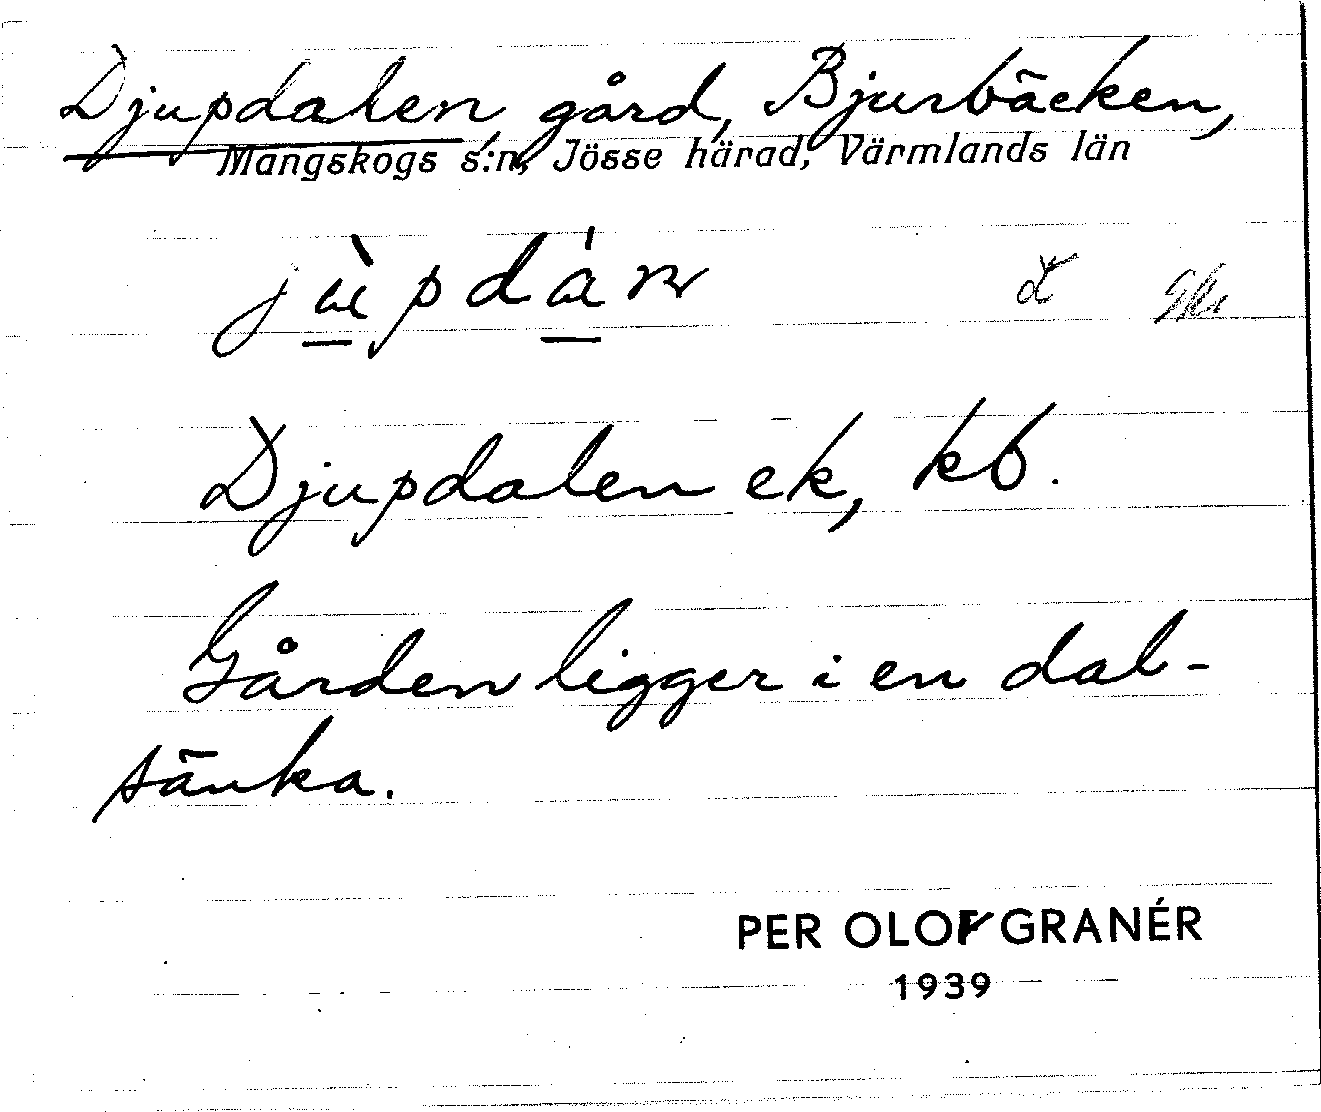 Djupdalen, gård, Bjurbäcken,
Mangskogs s:n, Jösse härad, Värmlands län
jùpdán
Djupdalen ek, kb.
Gården ligger i en dal-
sänka.
PER OLOF GRANÉR
1939